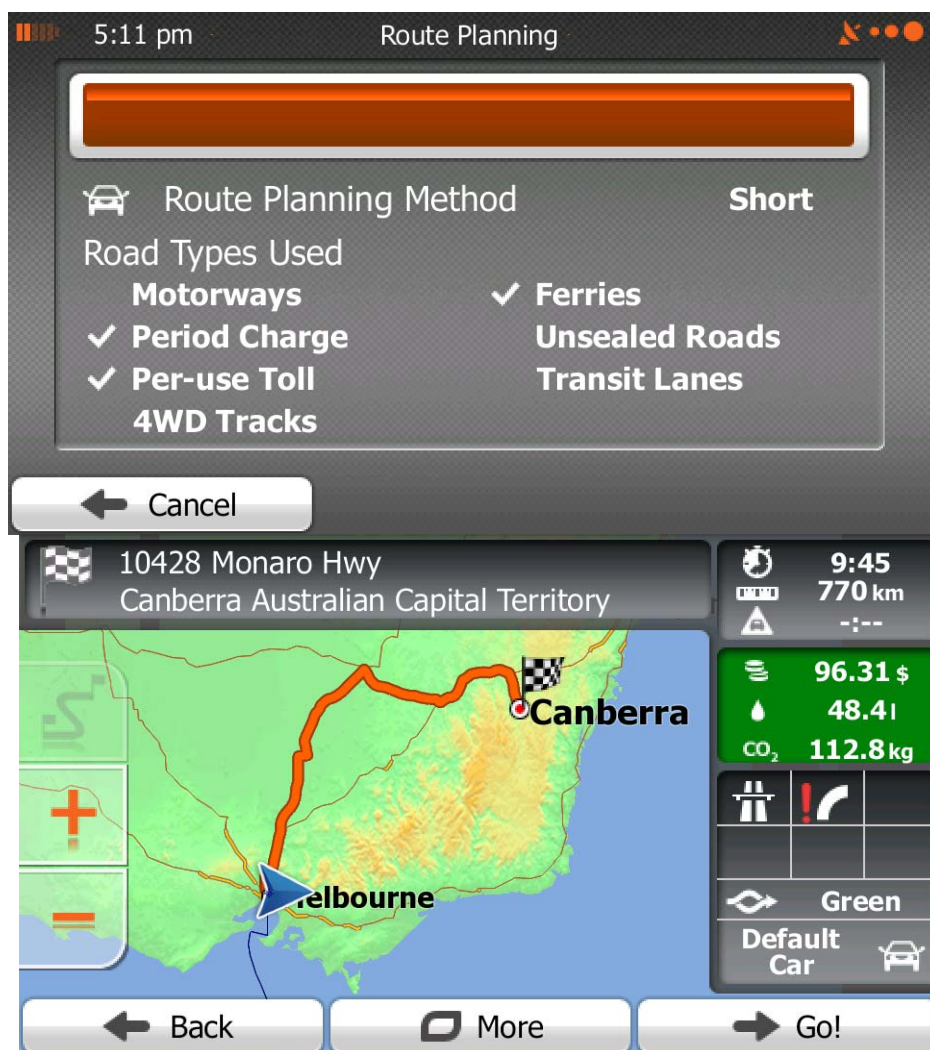 5:11 pm
Route Planning
Route Planning Method
Short
Road Types Used
Motorways
Ferries
Period Charge
Unsealed Roads
Per-use Toll
Transit Lanes
4WD Tracks
Cancel
10428 Monaro Hwy
Canberra Australian Capital Territory
9:45
770 km
-:--
96.31 $
48.4 l
CO2 112.8 kg
Canberra
elbourne
Green
Default
Car
Back
More
Go!